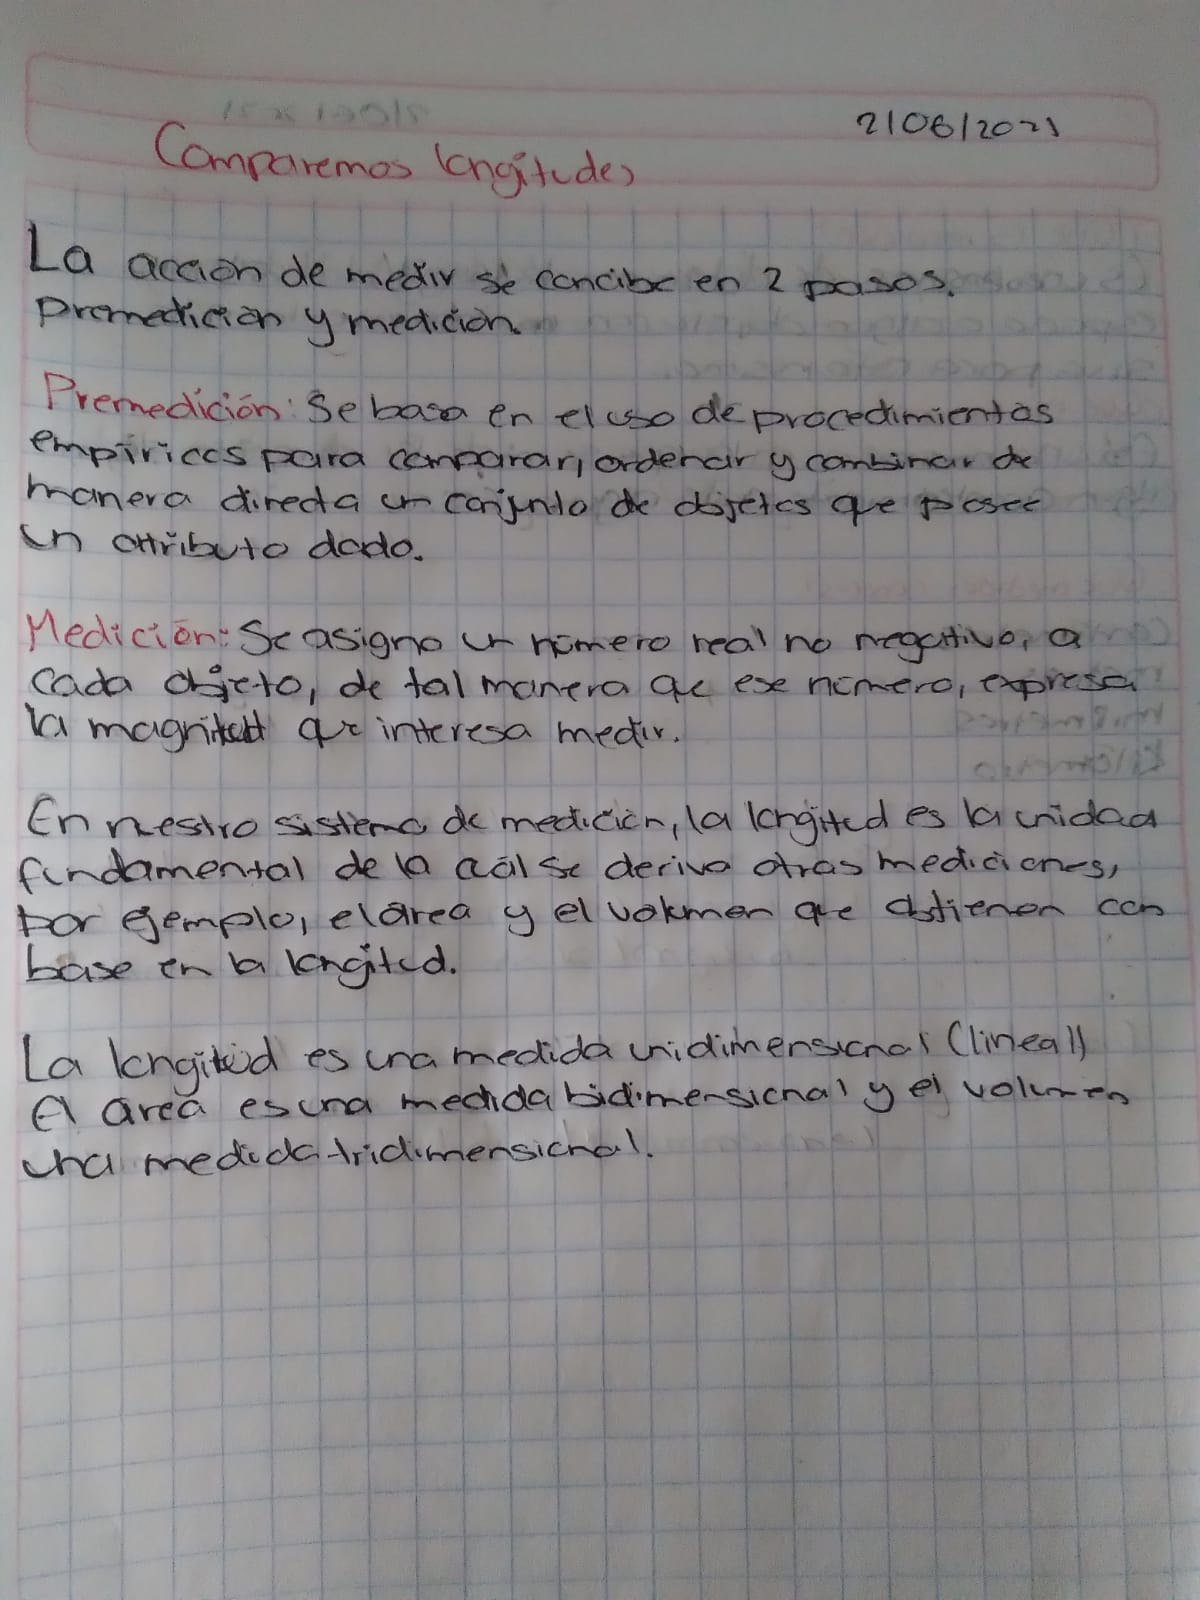 2/06/2021
Comparemos longitudes
La acción de medir se concibe en 2 pasos.
Premedición y medición.
Premedición: Se basa en el uso de procedimientos
empíricos para comparar, ordenar y combinar de
manera directa un conjunto de objetos que posee
un attributo dado.
Medición: Se asigna un número real no negativo, a
cada objeto, de tal manera que ese número, expresa
la magnitud que interesa medir.
En nuestro sistema de medición, la longitud es la unidad
fundamental de la cuál se deriva otras mediciones,
por ejemplo, el área y el volumen que obtienen con
base en la longitud.
La longitud es una medida unidimensional (lineal)
El área es una medida bidimensional y el volumen
una medida tridimensional.